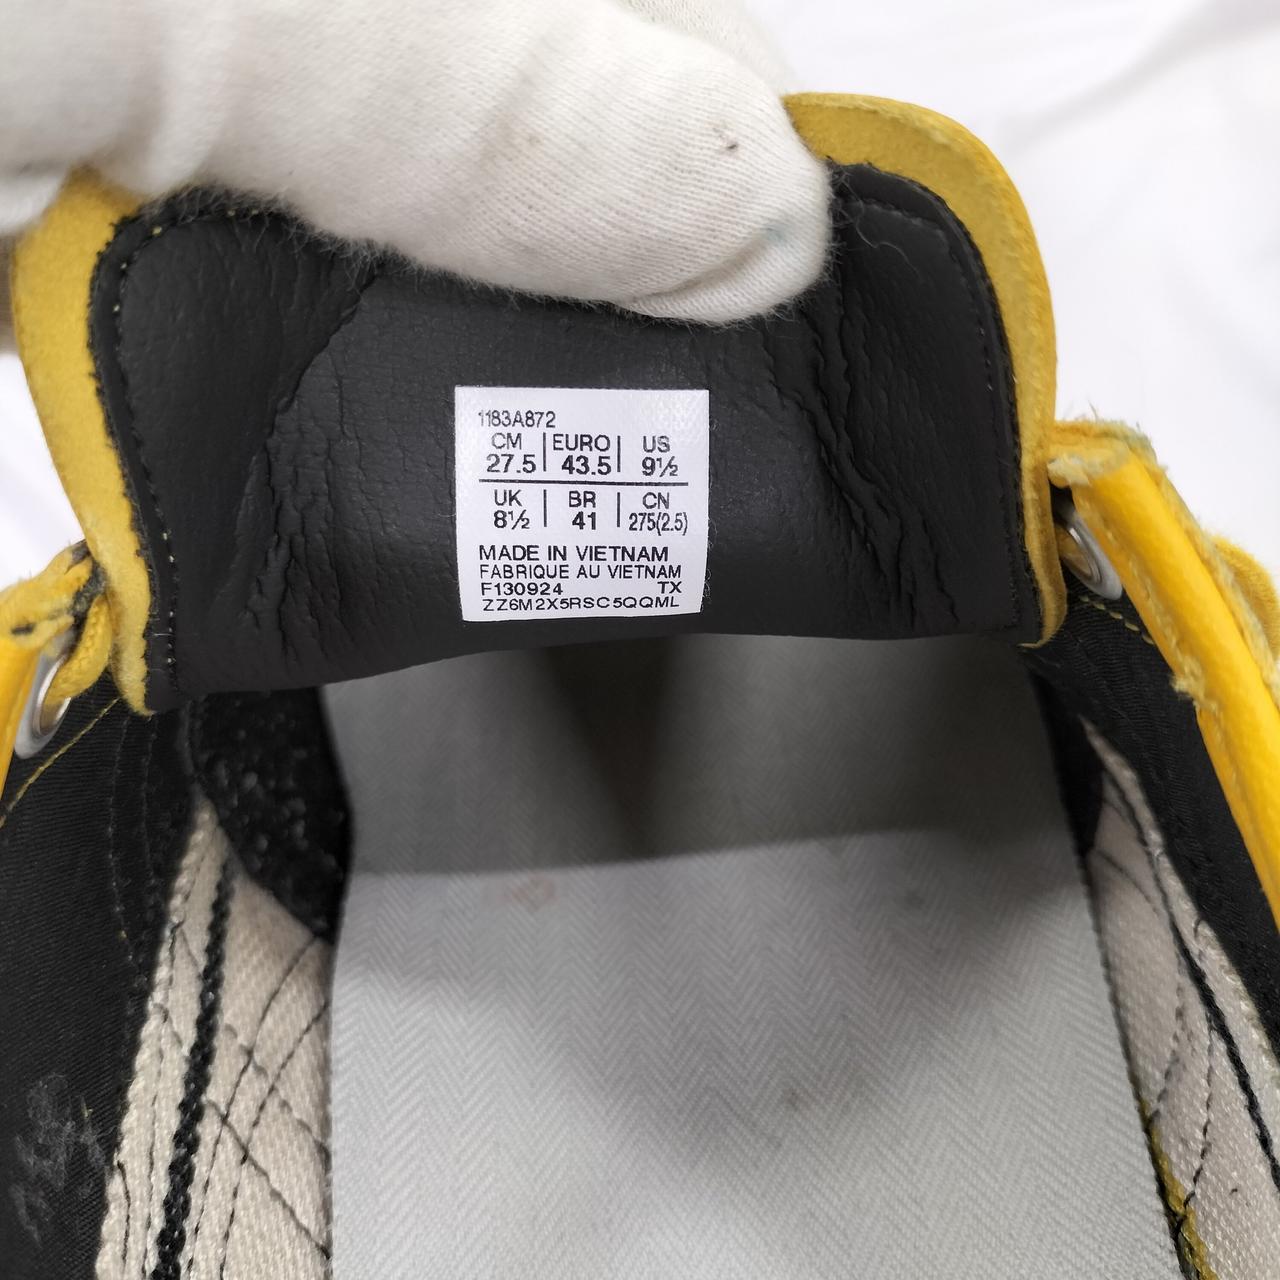 1183A872
CM | EURO | US
27.5 | 43.5 | 9½
UK | BR | CN
8½ | 41 | 275(2.5)
MADE IN VIETNAM
FABRIQUE AU VIETNAM
F130924 TX
ZZ6M2X5RSC5QQML